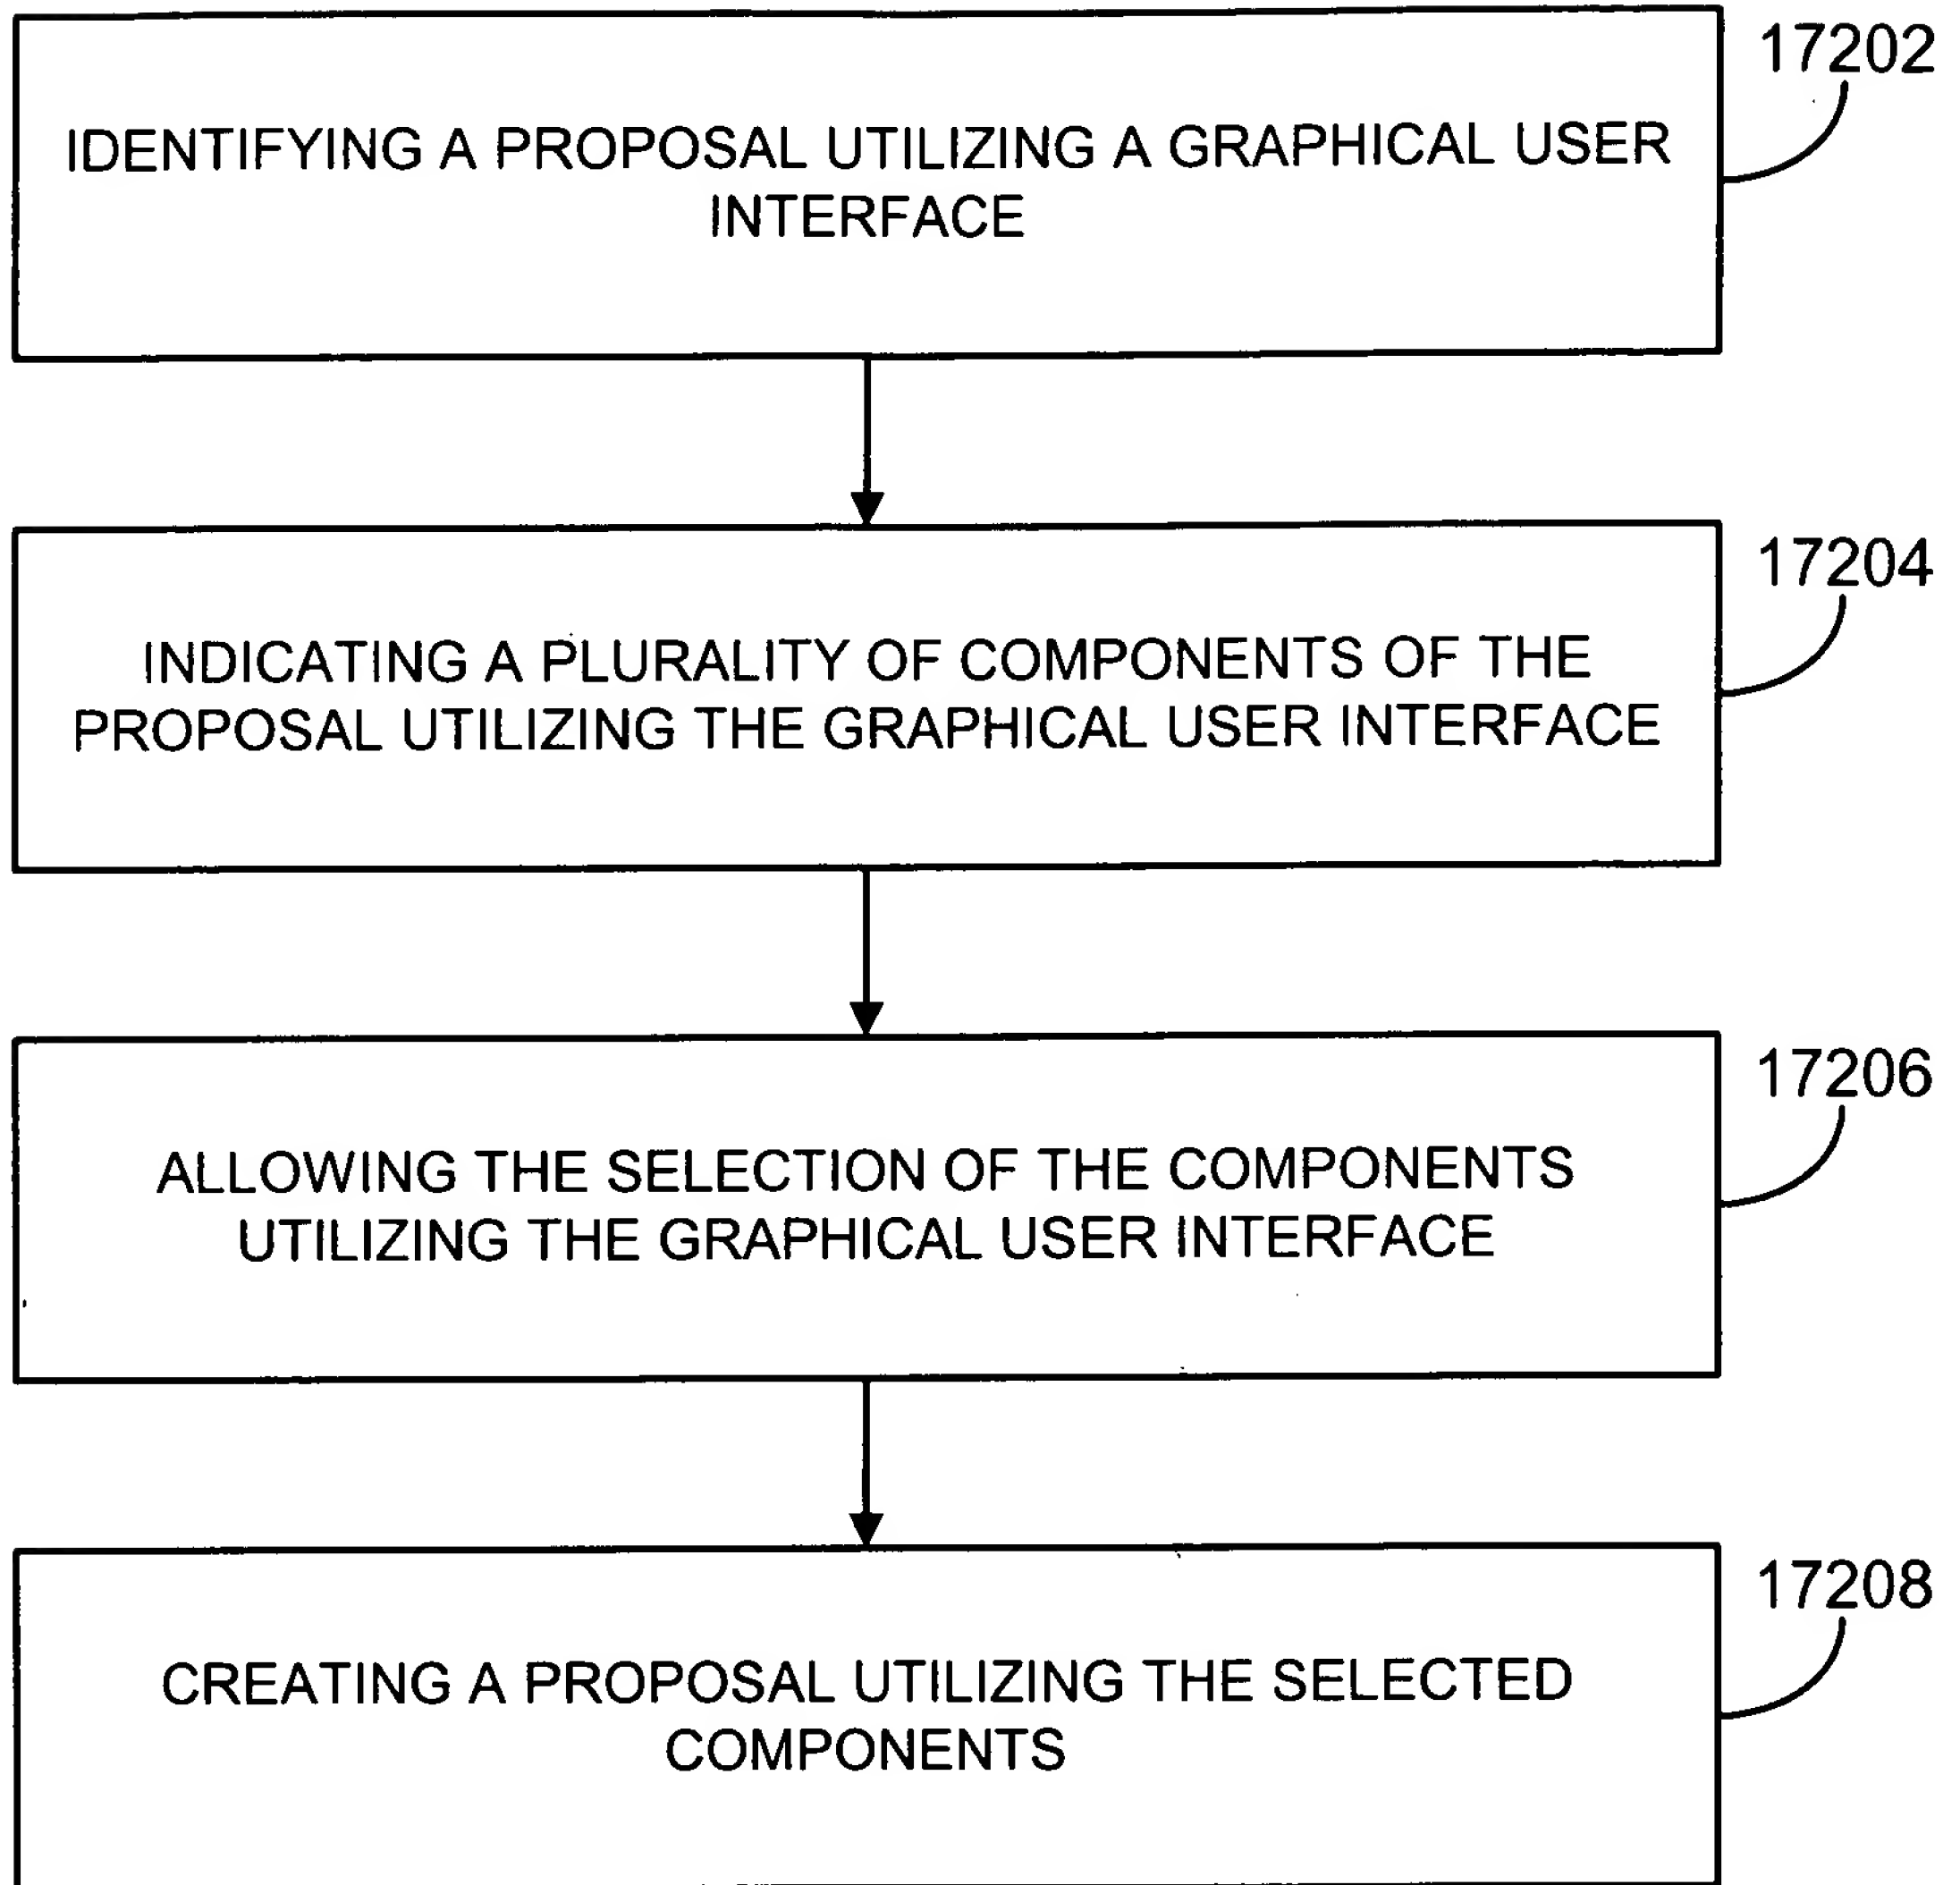 17202
IDENTIFYING A PROPOSAL UTILIZING A GRAPHICAL USER
INTERFACE
17204
INDICATING A PLURALITY OF COMPONENTS OF THE
PROPOSAL UTILIZING THE GRAPHICAL USER INTERFACE
17206
ALLOWING THE SELECTION OF THE COMPONENTS
UTILIZING THE GRAPHICAL USER INTERFACE
17208
CREATING A PROPOSAL UTILIZING THE SELECTED
COMPONENTS